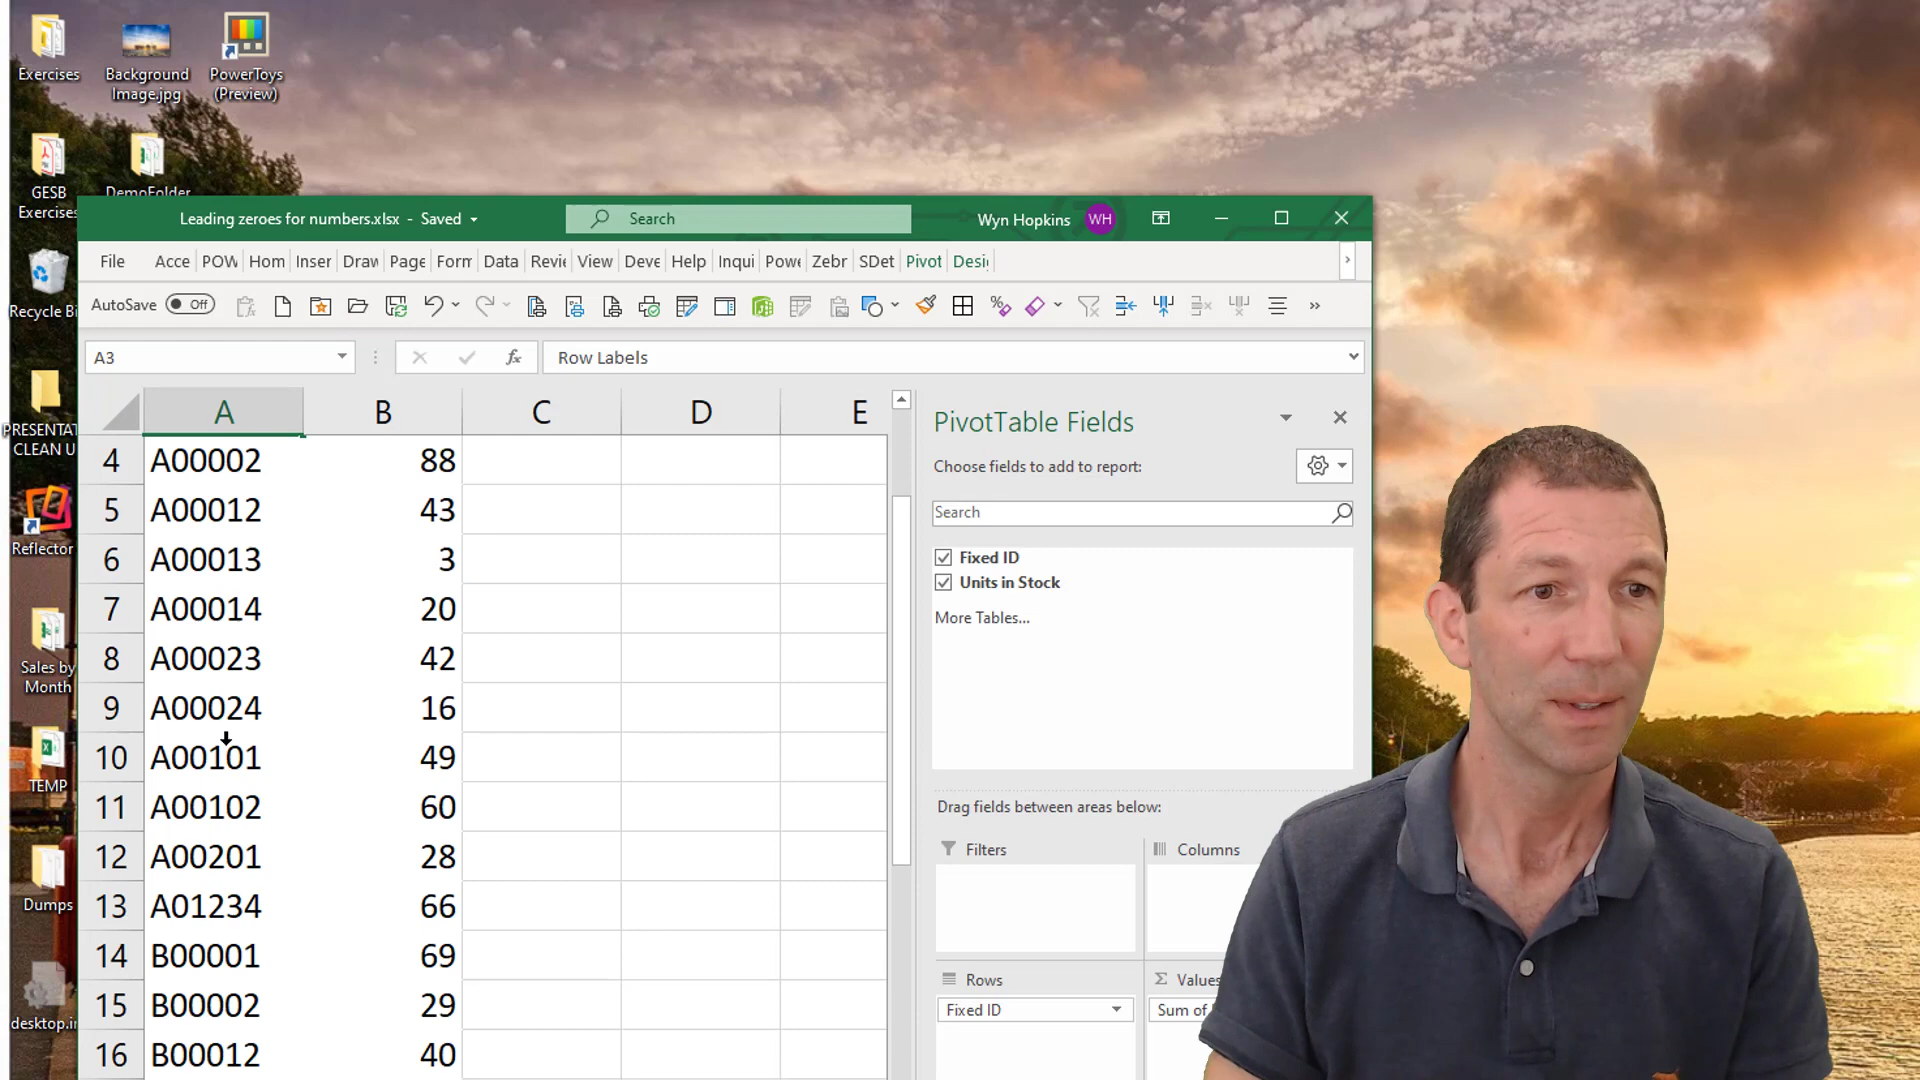 Exercises
Background
Image.jpg
PowerToys
(Preview)
GESB
Exercises
DemoFolder
Recycle Bi
PRESENTAT
CLEAN U
Reflector
Sales by
Month
TEMP
Dumps
desktop.in
Leading zeroes for numbers.xlsx - Saved
Search
Wyn Hopkins
WH
File Acce POW Hom Inser Draw Page Form Data Revie View Deve Help Inqui Powe Zebr SDet Pivot Desig
AutoSave Off
A3
fx
Row Labels
A B C D E
4 A00002 88
5 A00012 43
6 A00013 3
7 A00014 20
8 A00023 42
9 A00024 16
10 A00101 49
11 A00102 60
12 A00201 28
13 A01234 66
14 B00001 69
15 B00002 29
16 B00012 40
PivotTable Fields
Choose fields to add to report:
Search
Fixed ID
Units in Stock
More Tables...
Drag fields between areas below:
Filters
Columns
Rows
Σ Values
Fixed ID
Sum of